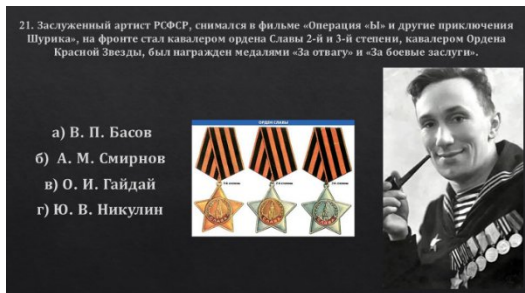 21. Заслуженный артист РСФСР, снимался в фильме «Операция «Ы» и другие приключения
Шурика», на фронте стал кавалером ордена Славы 2-й и 3-й степени, кавалером Ордена
Красной Звезды, был награжден медалями «За отвагу» и «За боевые заслуги».
а) В. П. Басов
б) А. М. Смирнов
в) О. И. Гайдай
г) Ю. В. Никулин
ОРДЕН СЛАВЫ